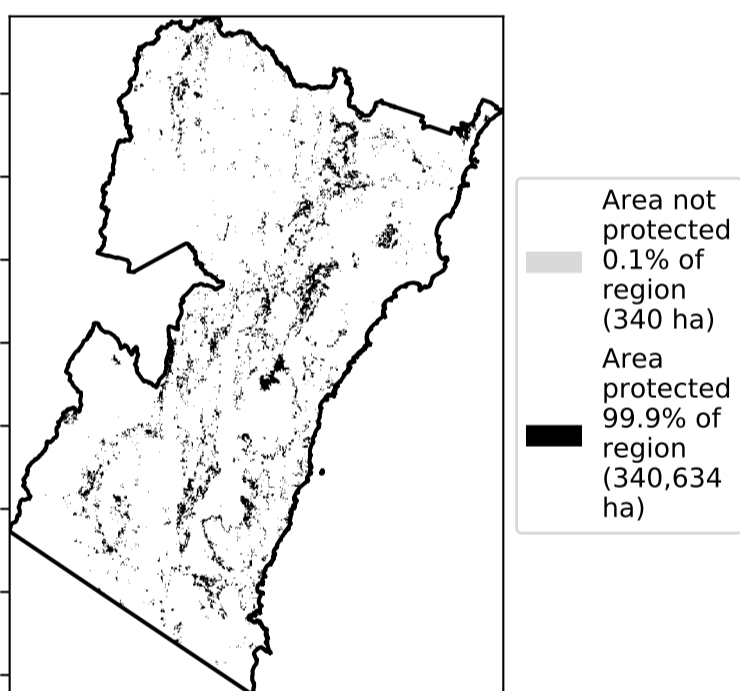 Area not
protected
0.1% of
region
(340 ha)
Area
protected
99.9% of
region
(340,634
ha)